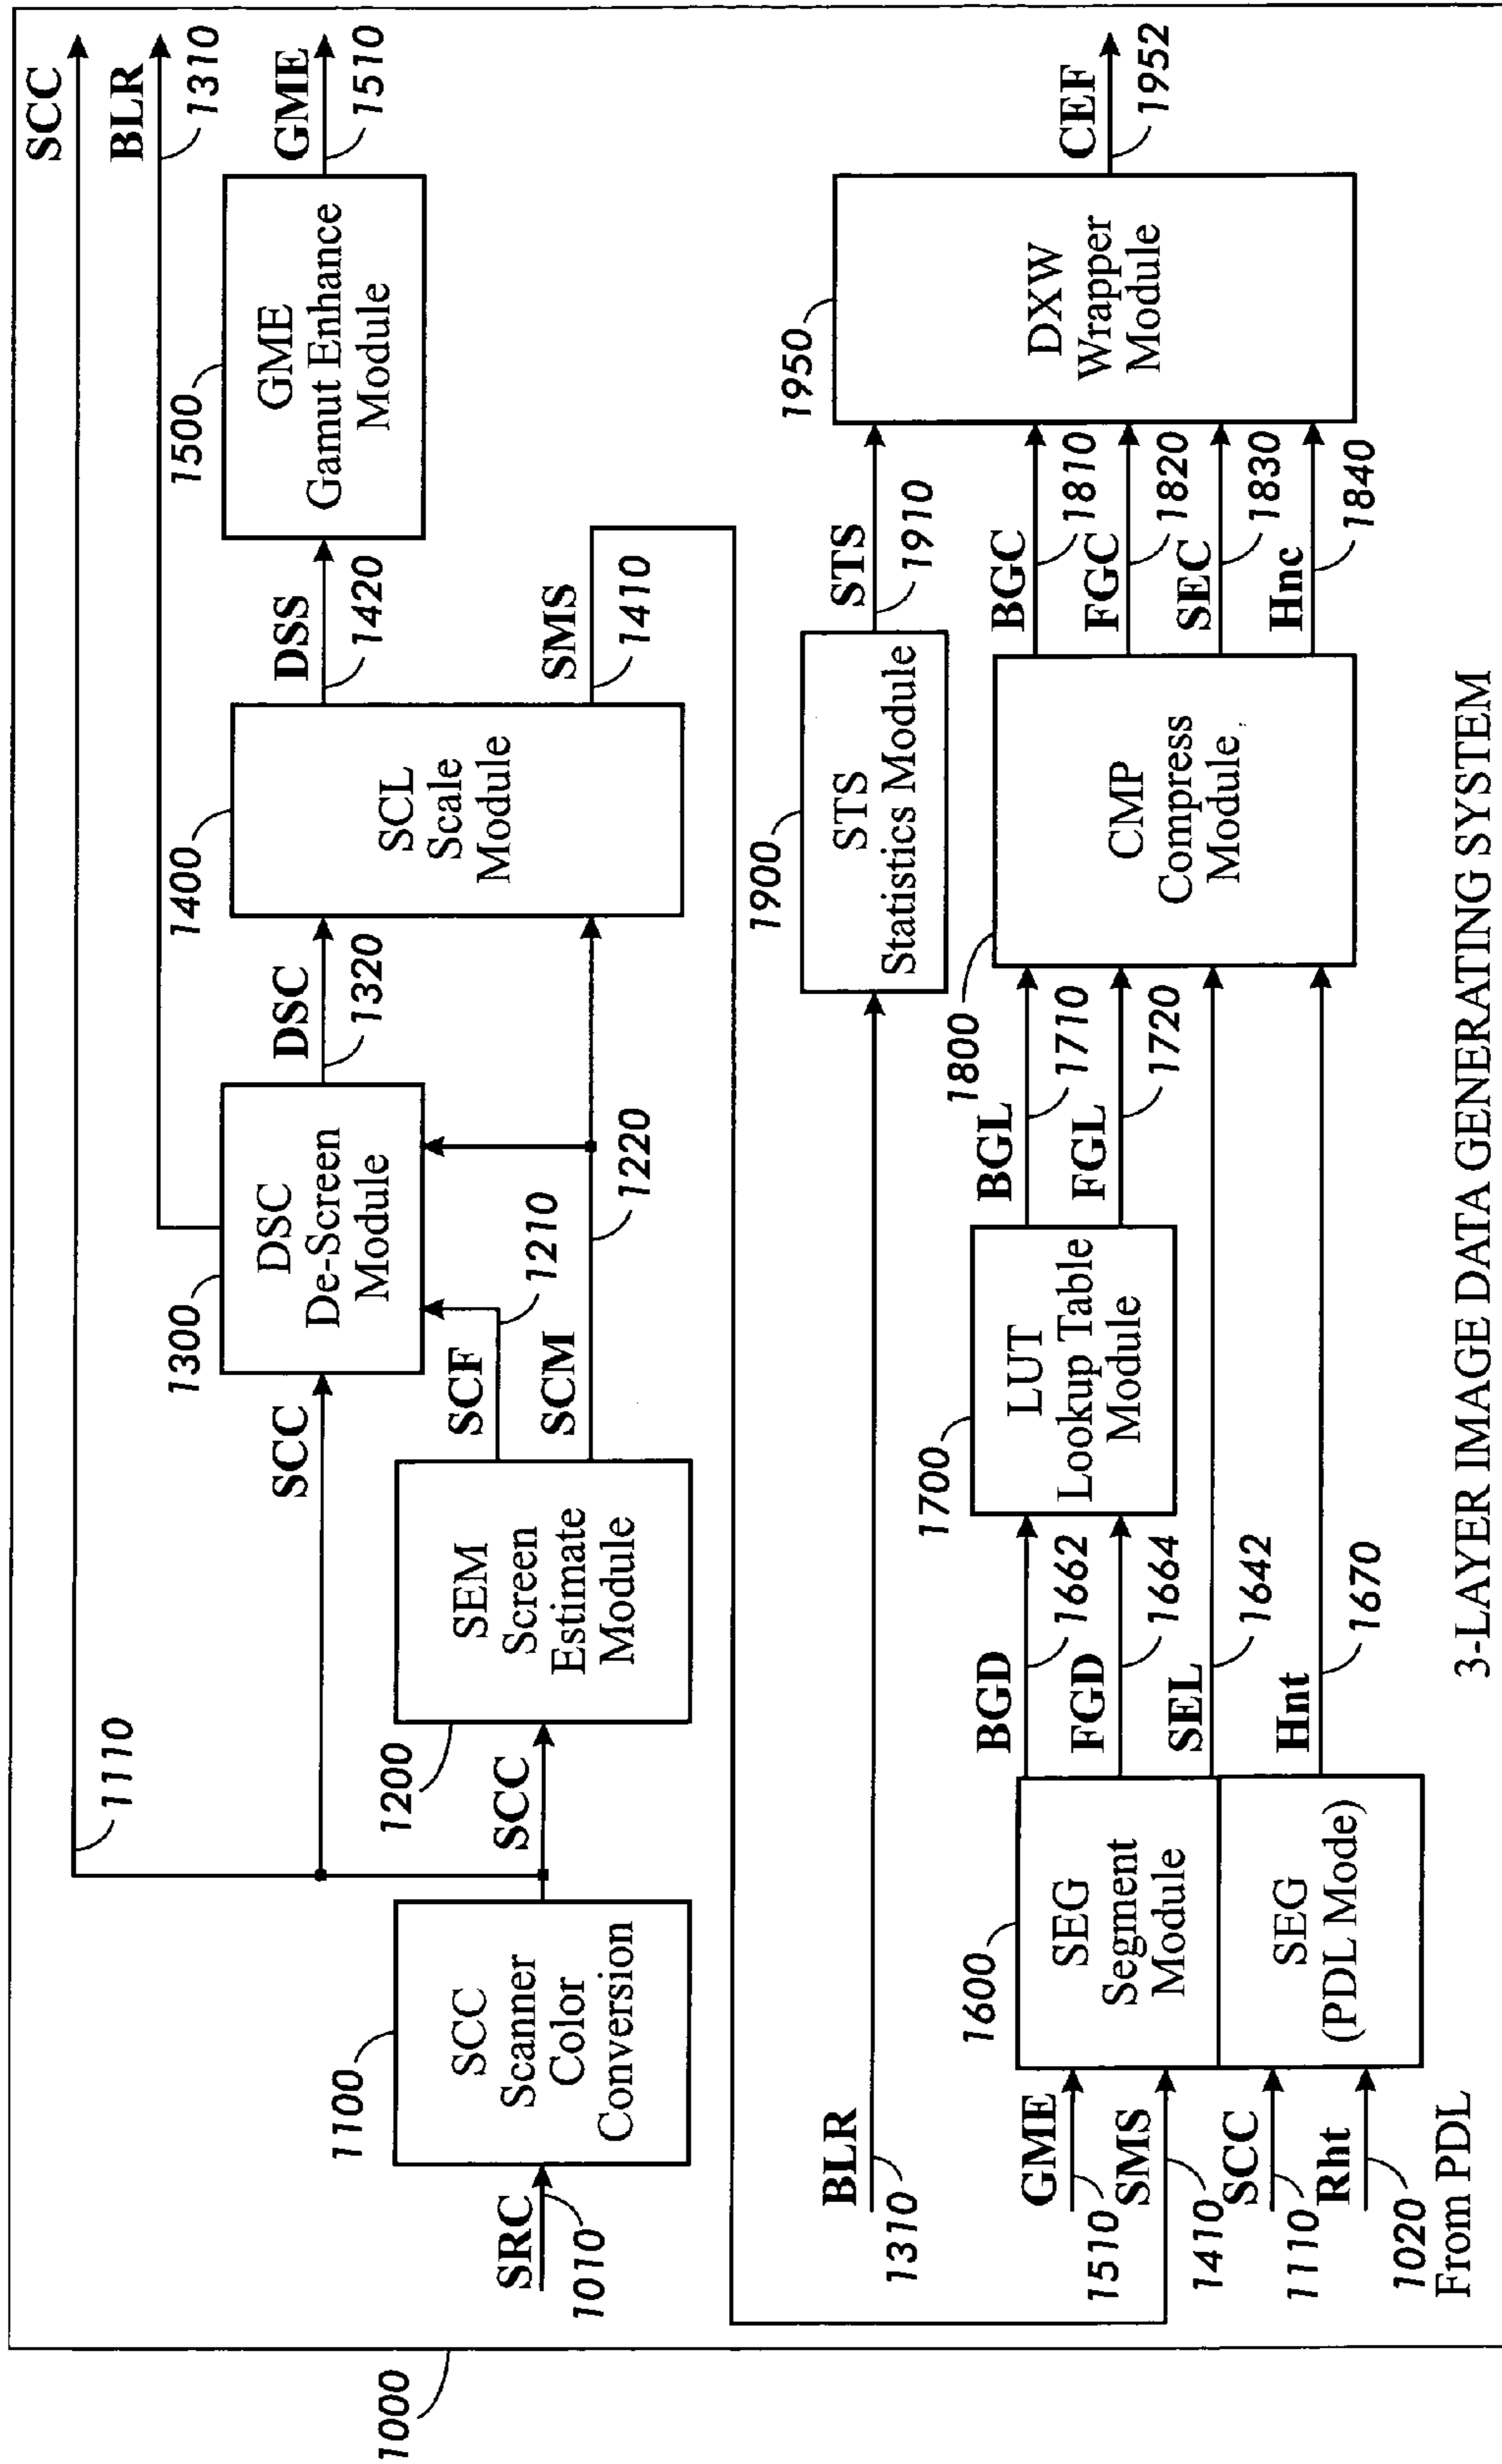 1000
SRC
1010
1100
SCC
Scanner
Color
Conversion
1110
SCC
1200
SEM
Screen
Estimate
Module
SCC
SCF
1210
SCM
1220
1300
DSC
De-Screen
Module
DSC
1320
1400
SCL
Scale
Module
DSS
1420
SMS
1410
1500
GME
Gamut Enhance
Module
SCC
BLR
1310
GME
1510
BLR
1310
1900
STS
Statistics Module
STS
1910
GME
1510
SMS
1410
SCC
1110
Rht
1020
From PDL
1600
SEG
Segment
Module
SEG
(PDL Mode)
BGD
1662
FGD
1664
SEL
1642
Hnt
1670
1700
LUT
Lookup Table
Module
BGL
1710
FGL
1720
1800
CMP
Compress
Module
BGC
1810
FGC
1820
SEC
1830
Hnc
1840
1950
DXW
Wrapper
Module
CEF
1952
3-LAYER IMAGE DATA GENERATING SYSTEM